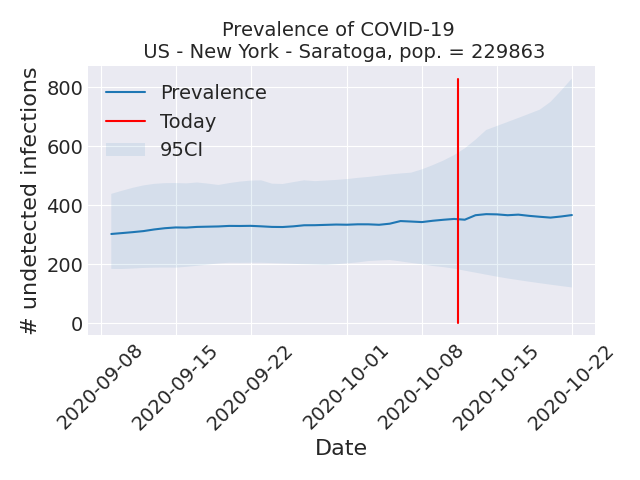 Prevalence of COVID-19
US - New York - Saratoga, pop. = 229863
# undetected infections
800
600
400
200
0
Prevalence
Today
95CI
2020-09-08
2020-09-15
2020-09-22
2020-10-01
2020-10-08
2020-10-15
2020-10-22
Date